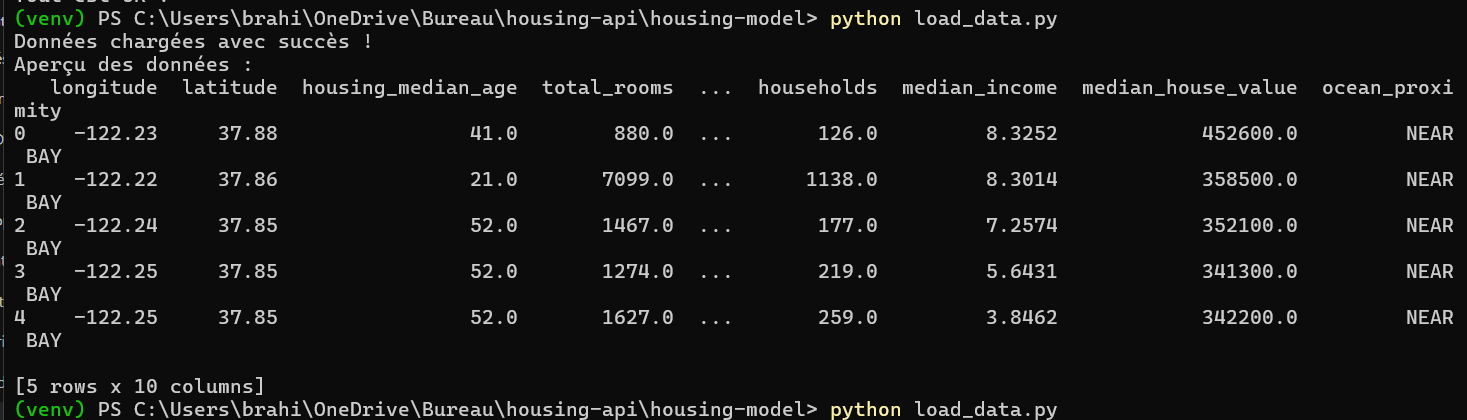 (venv) PS C:\Users\brahi\OneDrive\Bureau\housing-api\housing-model> python load_data.py
Données chargées avec succès !
Aperçu des données :
   longitude  latitude  housing_median_age  total_rooms  ...  households  median_income  median_house_value  ocean_proxi
mity
0    -122.23     37.88                41.0        880.0  ...       126.0         8.3252            452600.0         NEAR
 BAY
1    -122.22     37.86                21.0       7099.0  ...      1138.0         8.3014            358500.0         NEAR
 BAY
2    -122.24     37.85                52.0       1467.0  ...       177.0         7.2574            352100.0         NEAR
 BAY
3    -122.25     37.85                52.0       1274.0  ...       219.0         5.6431            341300.0         NEAR
 BAY
4    -122.25     37.85                52.0       1627.0  ...       259.0         3.8462            342200.0         NEAR
 BAY
[5 rows x 10 columns]
(venv) PS C:\Users\brahi\OneDrive\Bureau\housing-api\housing-model> python load_data.py